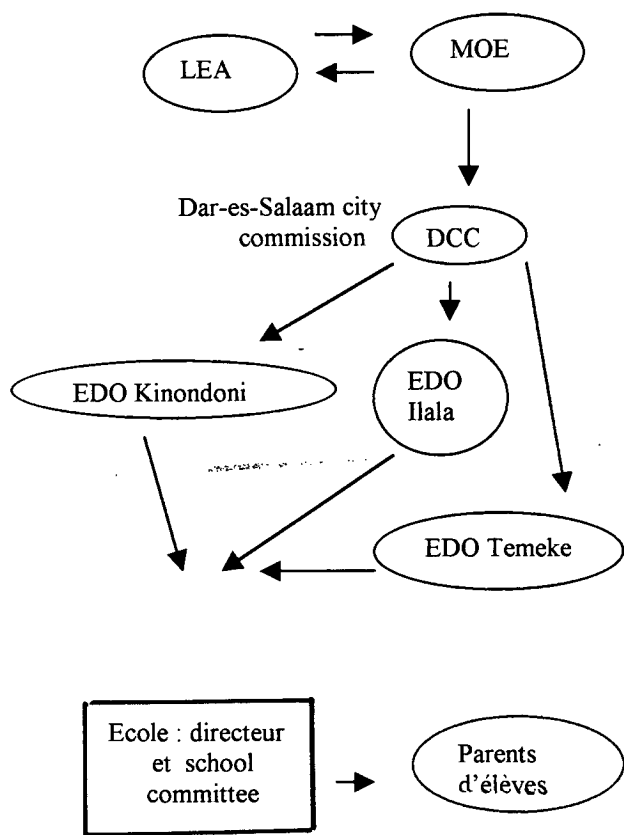 LEA
MOE
Dar-es-Salaam city
commission
DCC
EDO Kinondoni
EDO
Ilala
EDO Temeke
Ecole : directeur
et school
committee
Parents
d'élèves